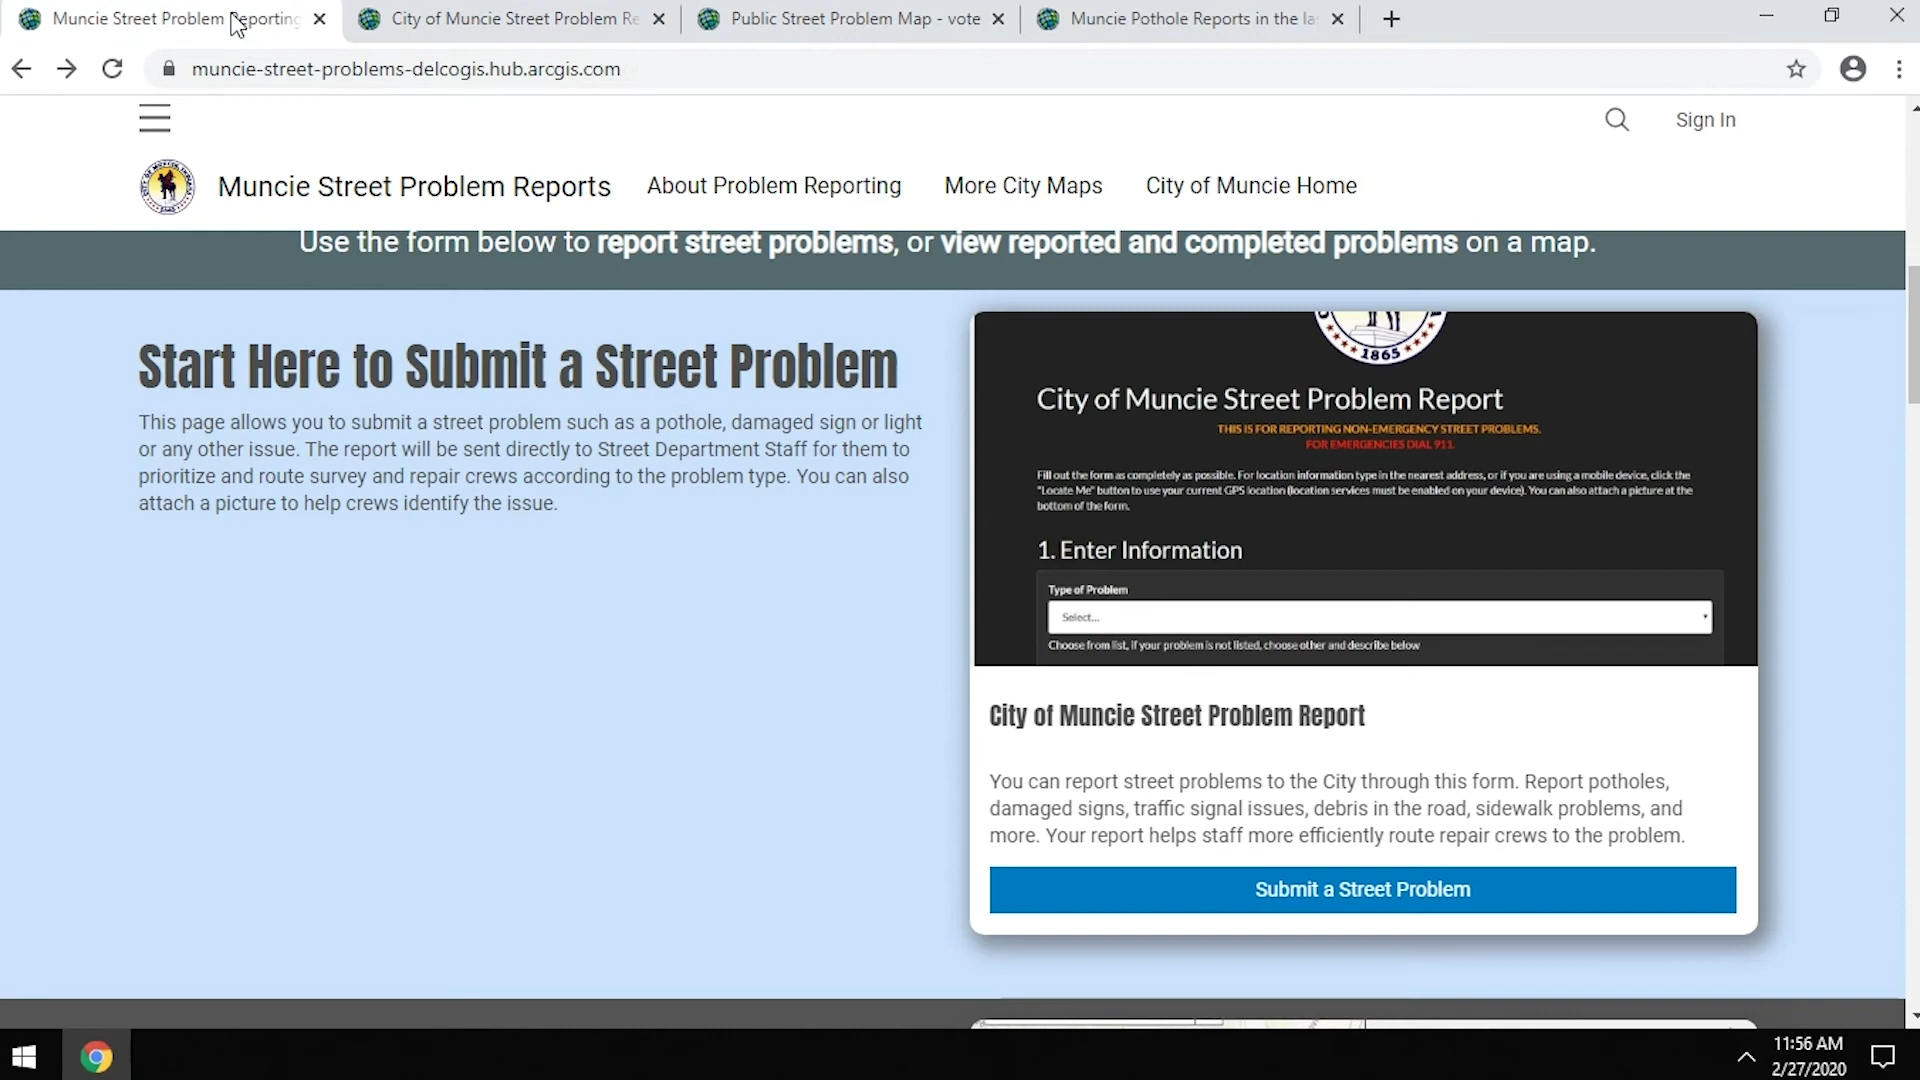 Muncie Street Problem Reporting
City of Muncie Street Problem Re
Public Street Problem Map - vote
Muncie Pothole Reports in the la
muncie-street-problems-delcogis.hub.arcgis.com
Sign In
Muncie Street Problem Reports
About Problem Reporting
More City Maps
City of Muncie Home
Use the form below to report street problems, or view reported and completed problems on a map.
Start Here to Submit a Street Problem
This page allows you to submit a street problem such as a pothole, damaged sign or light
or any other issue. The report will be sent directly to Street Department Staff for them to
prioritize and route survey and repair crews according to the problem type. You can also
attach a picture to help crews identify the issue.
1865
City of Muncie Street Problem Report
THIS IS FOR REPORTING NON-EMERGENCY STREET PROBLEMS.
FOR EMERGENCIES DIAL 911.
Fill out the form as completely as possible. For location information type in the nearest address, or if you are using a mobile device, click the
"Locate Me" button to use your current GPS location (location services must be enabled on your device). You can also attach a picture at the
bottom of the form.
1. Enter Information
Type of Problem
Select...
Choose from list, if your problem is not listed, choose other and describe below
City of Muncie Street Problem Report
You can report street problems to the City through this form. Report potholes,
damaged signs, traffic signal issues, debris in the road, sidewalk problems, and
more. Your report helps staff more efficiently route repair crews to the problem.
Submit a Street Problem
11:56 AM
2/27/2020